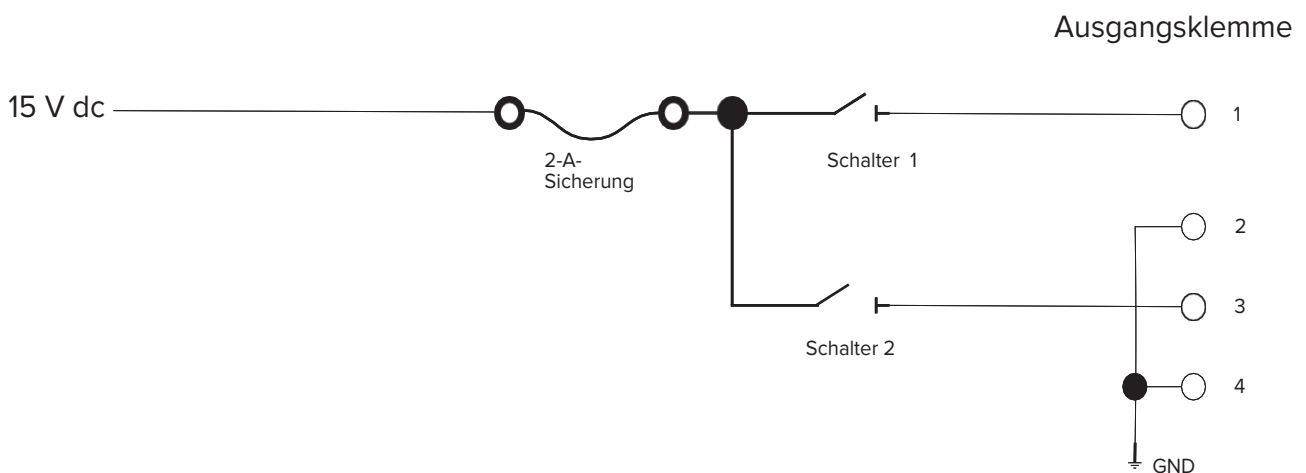 Ausgangsklemme
15 V dc
1
2-A-
Sicherung
Schalter 1
2
3
Schalter 2
4
GND